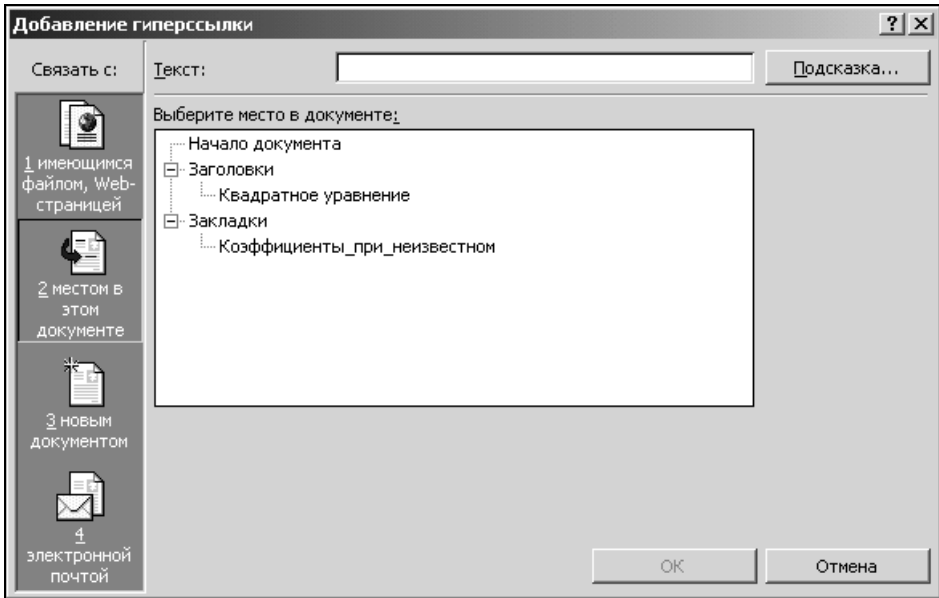 Добавление гиперссылки
Связать с:
Текст:
Подсказка...
1 имеющимся
файлом, Web-
страницей
2 местом в
этом
документе
3 новым
документом
4
электронной
почтой
Выберите место в документе:
Начало документа
Заголовки
Квадратное уравнение
Закладки
Коэффициенты_при_неизвестном
ОК
Отмена